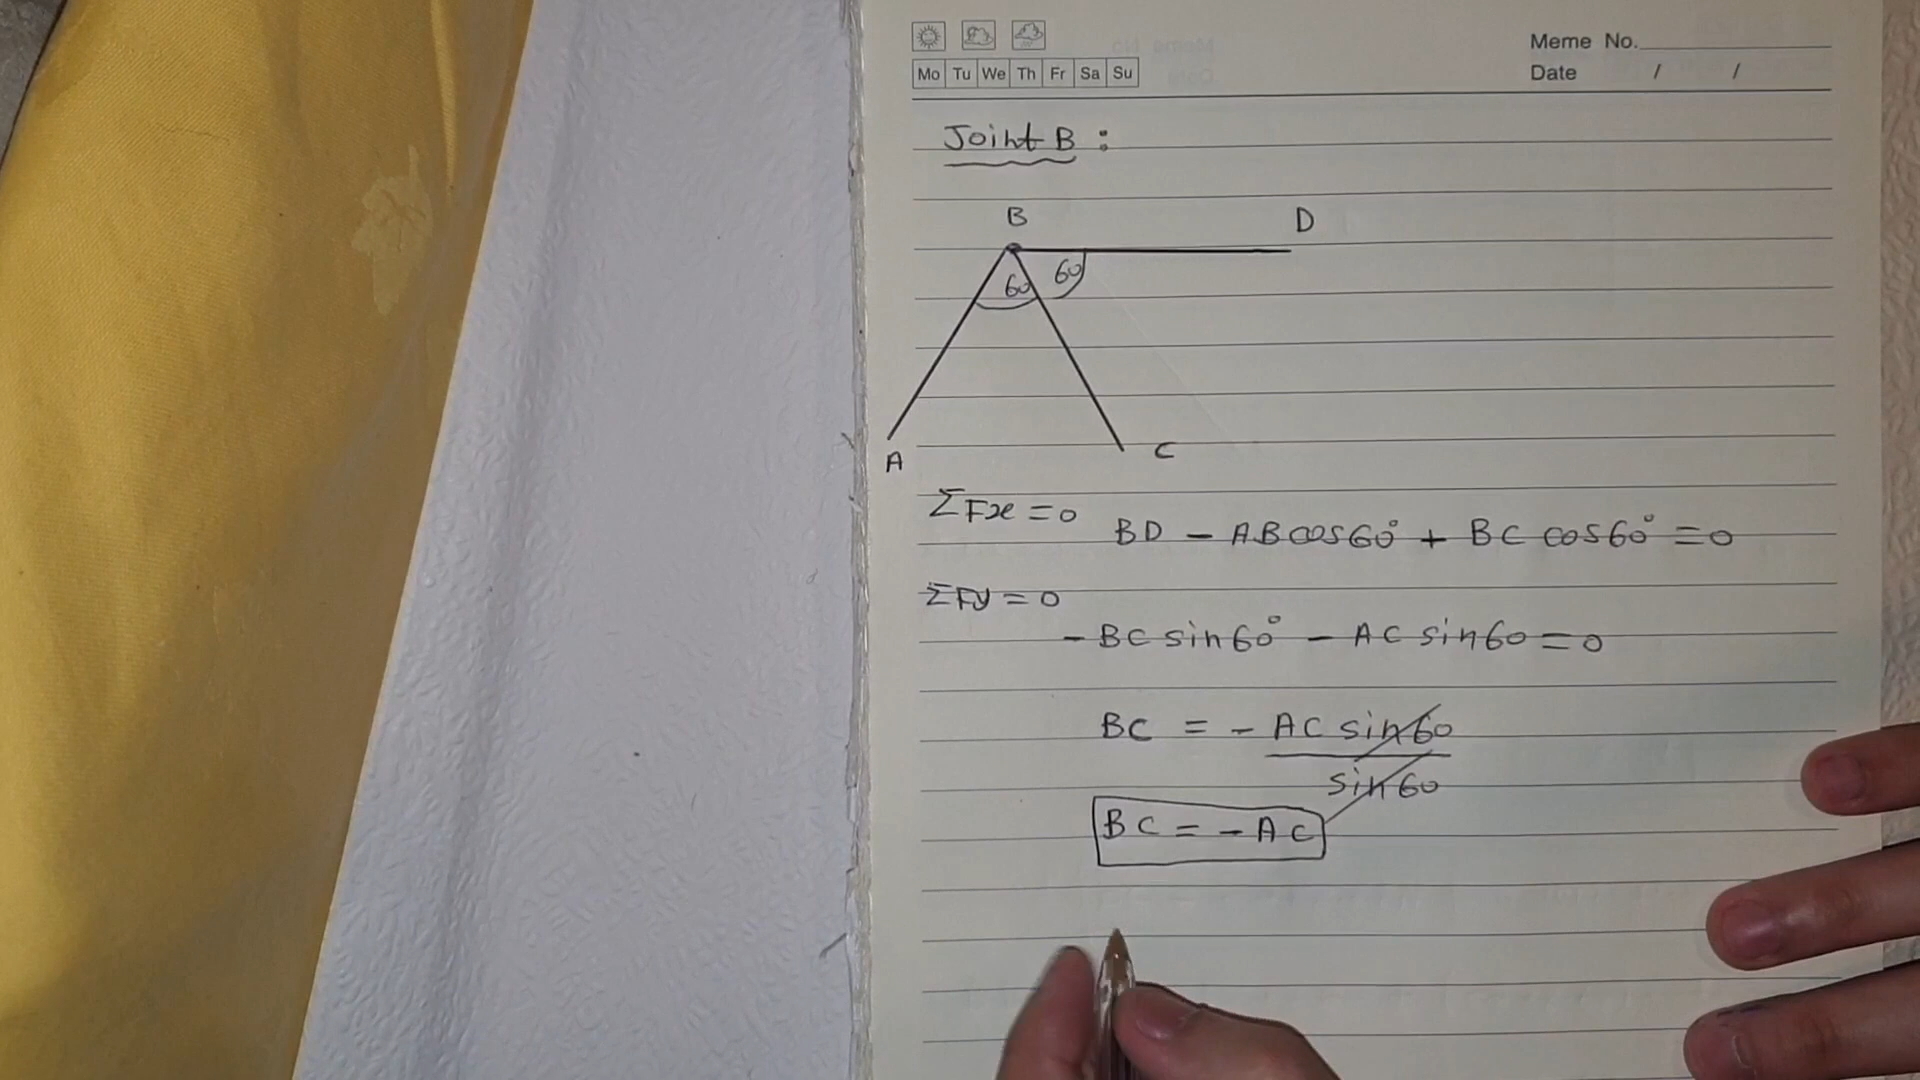 Meme No.
Mo Tu We Th Fr Sa Su
Date / /
Joint B :
B
D
60
60
A
C
ΣFx = 0
BD - AB cos60° + BC cos60° = 0
ΣFy = 0
- BC sin60° - AC sin60 = 0
BC = - AC sin60
sin60
BC = - AC